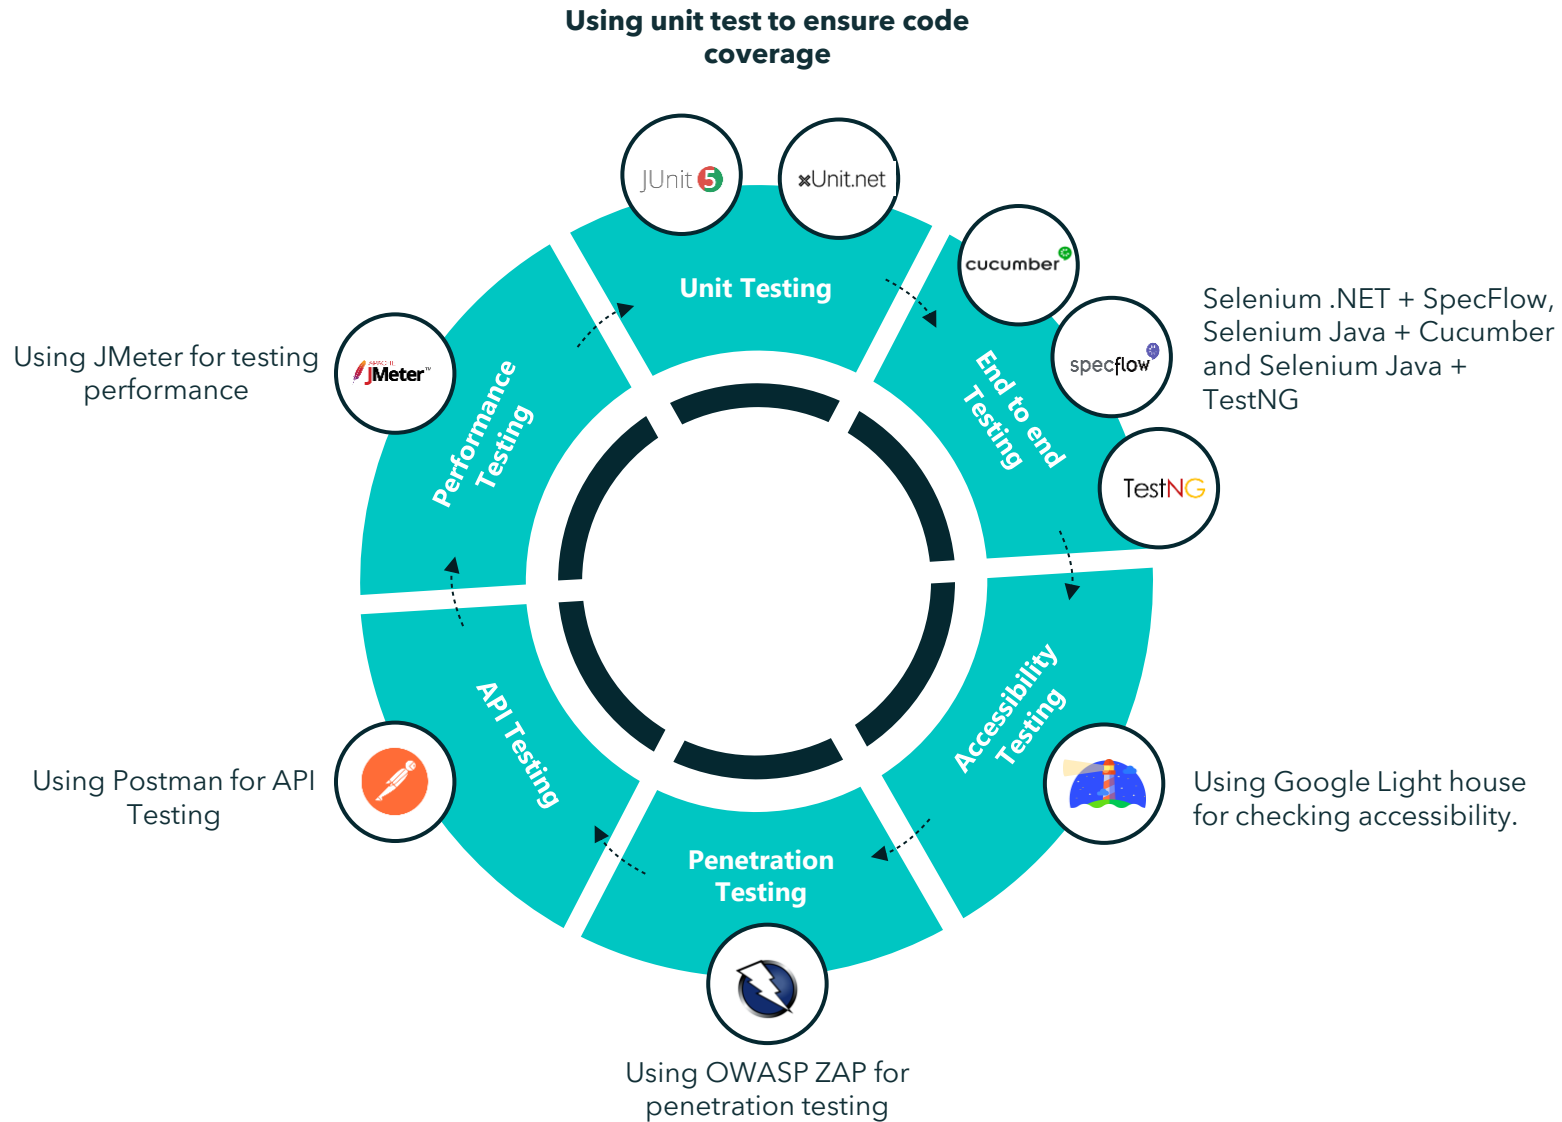 Using unit test to ensure code
coverage
JUnit 5
xUnit.net
Unit Testing
cucumber
specflow
TestNG
End to end
Testing
Selenium .NET + SpecFlow,
Selenium Java + Cucumber
and Selenium Java +
TestNG
Using JMeter for testing
performance
JMeter™
Performance
Testing
Accessibility
Testing
Using Google Light house
for checking accessibility.
API Testing
Using Postman for API
Testing
Penetration
Testing
Using OWASP ZAP for
penetration testing